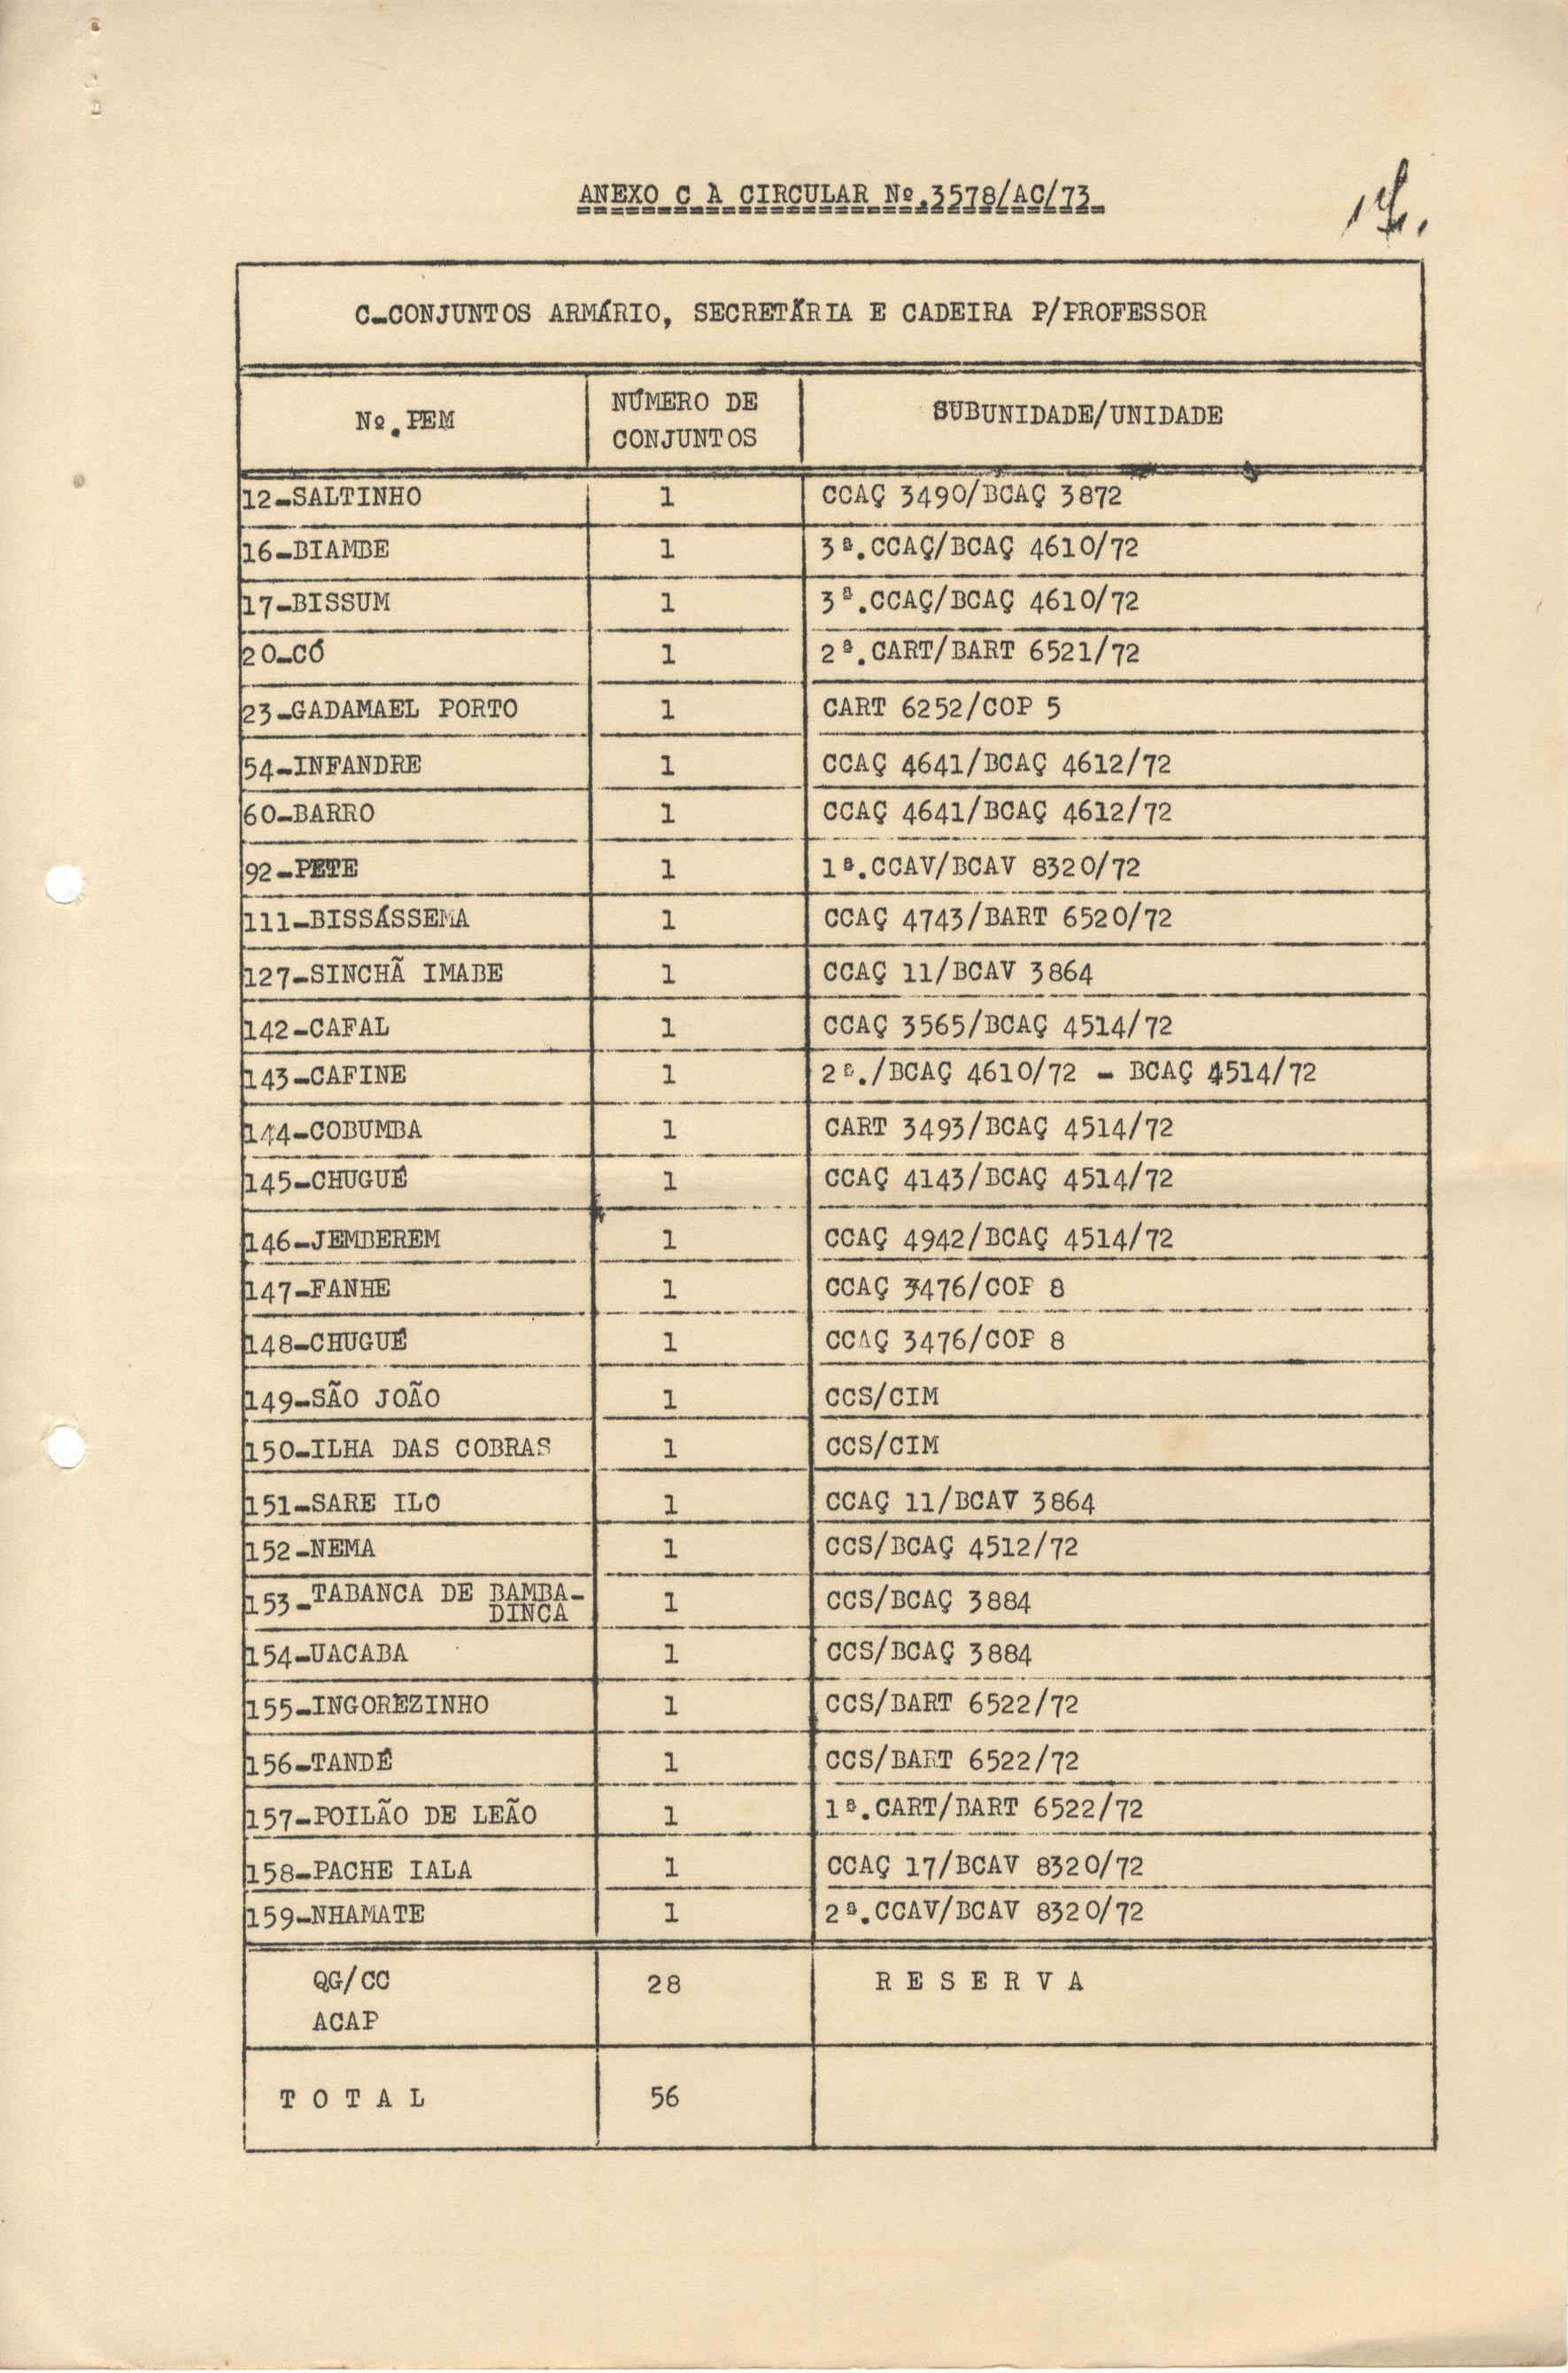 ANEXO C À CIRCULAR Nº.3578/AC/73
C-CONJUNTOS ARMÁRIO, SECRETÁRIA E CADEIRA P/PROFESSOR
Nº.PEM NÚMERO DE CONJUNTOS SUBUNIDADE/UNIDADE
12-SALTINHO 1 CCAÇ 3490/BCAÇ 3872
16-BIAMBE 1 3ª.CCAÇ/BCAÇ 4610/72
17-BISSUM 1 3ª.CCAÇ/BCAÇ 4610/72
20-CÓ 1 2ª.CART/BART 6521/72
23-GADAMAEL PORTO 1 CART 6252/COP 5
54-INFANDRE 1 CCAÇ 4641/BCAÇ 4612/72
60-BARRO 1 CCAÇ 4641/BCAÇ 4612/72
92-PETE 1 1ª.CCAV/BCAV 8320/72
111-BISSÁSSEMA 1 CCAÇ 4743/BART 6520/72
127-SINCHÃ IMABE 1 CCAÇ 11/BCAV 3864
142-CAFAL 1 CCAÇ 3565/BCAÇ 4514/72
143-CAFINE 1 2ª./BCAÇ 4610/72 - BCAÇ 4514/72
144-COBUMBA 1 CART 3493/BCAÇ 4514/72
145-CHUGUÉ 1 CCAÇ 4143/BCAÇ 4514/72
146-JEMBEREM 1 CCAÇ 4942/BCAÇ 4514/72
147-FANHE 1 CCAÇ 3476/COP 8
148-CHUGUÉ 1 CCAÇ 3476/COP 8
149-SÃO JOÃO 1 CCS/CIM
150-ILHA DAS COBRAS 1 CCS/CIM
151-SARE ILO 1 CCAÇ 11/BCAV 3864
152-NEMA 1 CCS/BCAÇ 4512/72
153-TABANCA DE BAMBA-
DINCA 1 CCS/BCAÇ 3884
154-UACABA 1 CCS/BCAÇ 3884
155-INGOREZINHO 1 CCS/BART 6522/72
156-TANDÉ 1 CCS/BART 6522/72
157-POILÃO DE LEÃO 1 1ª.CART/BART 6522/72
158-PACHE IALA 1 CCAÇ 17/BCAV 8320/72
159-NHAMATE 1 2ª.CCAV/BCAV 8320/72
QG/CC 28 R E S E R V A
ACAP
T O T A L 56